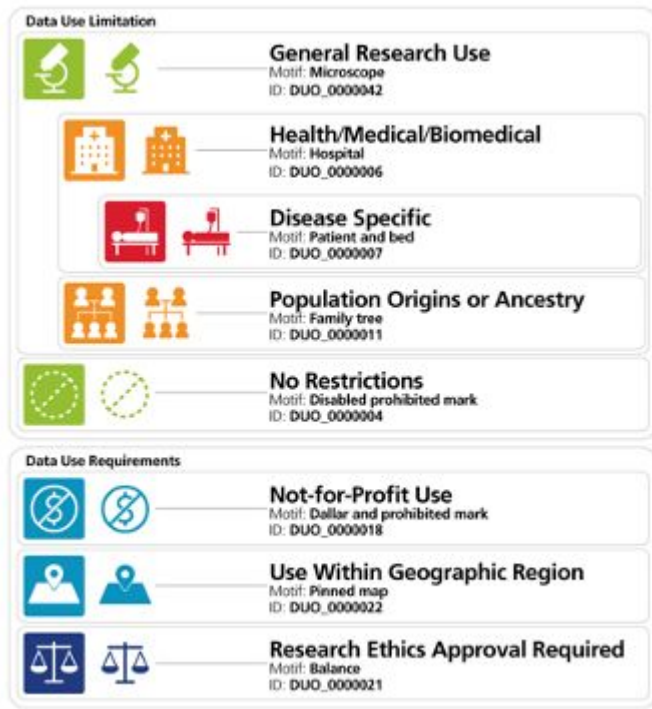 Data Use Limitation
General Research Use
Motif: Microscope
ID: DUO_0000042
Health/Medical/Biomedical
Motif: Hospital
ID: DUO_0000006
Disease Specific
Motif: Patient and bed
ID: DUO_0000007
Population Origins or Ancestry
Motif: Family tree
ID: DUO_0000011
No Restrictions
Motif: Disabled prohibited mark
ID: DUO_0000004
Data Use Requirements
Not-for-Profit Use
Motif: Dallar and prohibited mark
ID: DUO_0000018
Use Within Geographic Region
Motif: Pinned map
ID: DUO_0000022
Research Ethics Approval Required
Motif: Balance
ID: DUO_0000021